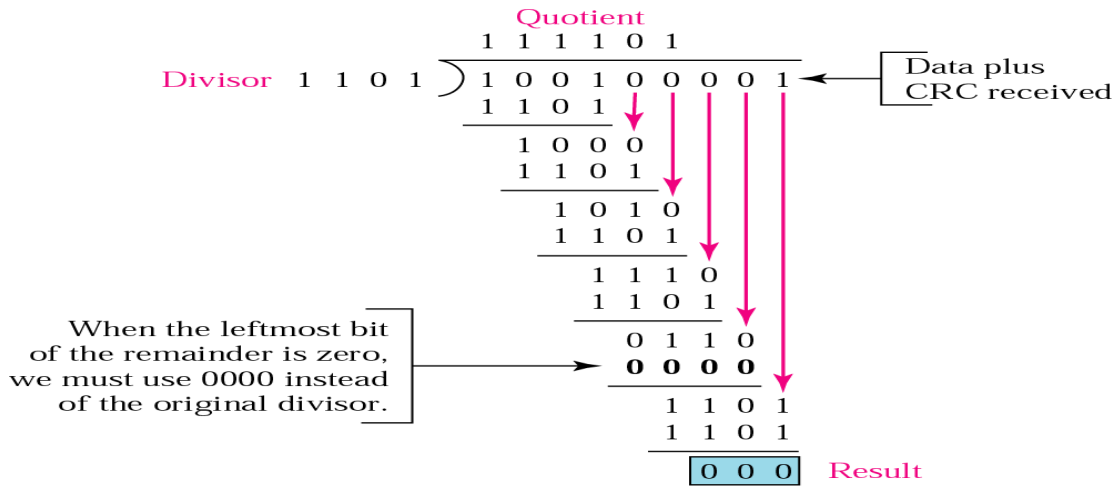 Quotient
1 1 1 1 0 1
Divisor 1 1 0 1 1 0 0 1 0 0 0 0 1 Data plus
CRC received
1 1 0 1
1 0 0 0
1 1 0 1
1 0 1 0
1 1 0 1
1 1 1 0
1 1 0 1
When the leftmost bit
of the remainder is zero,
we must use 0000 instead
of the original divisor.
0 1 1 0
0 0 0 0
1 1 0 1
1 1 0 1
0 0 0 Result